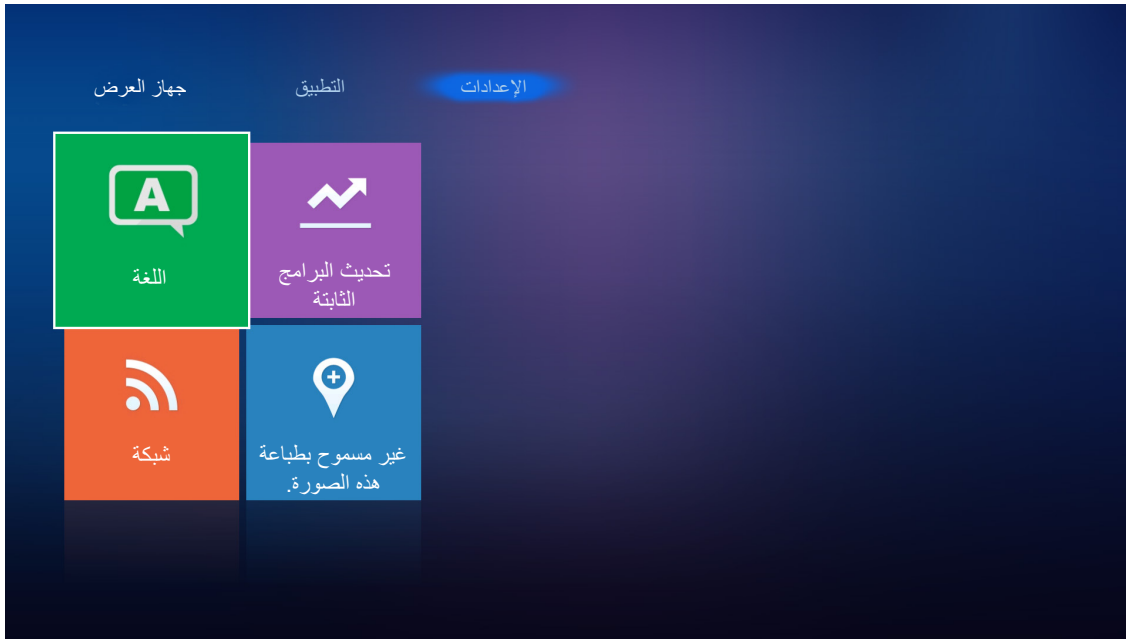 جهاز العرض
التطبيق
الإعدادات
A
اللغة
تحديث البرامج
الثابتة
شبكة
غير مسموح بطباعة
هذه الصورة.